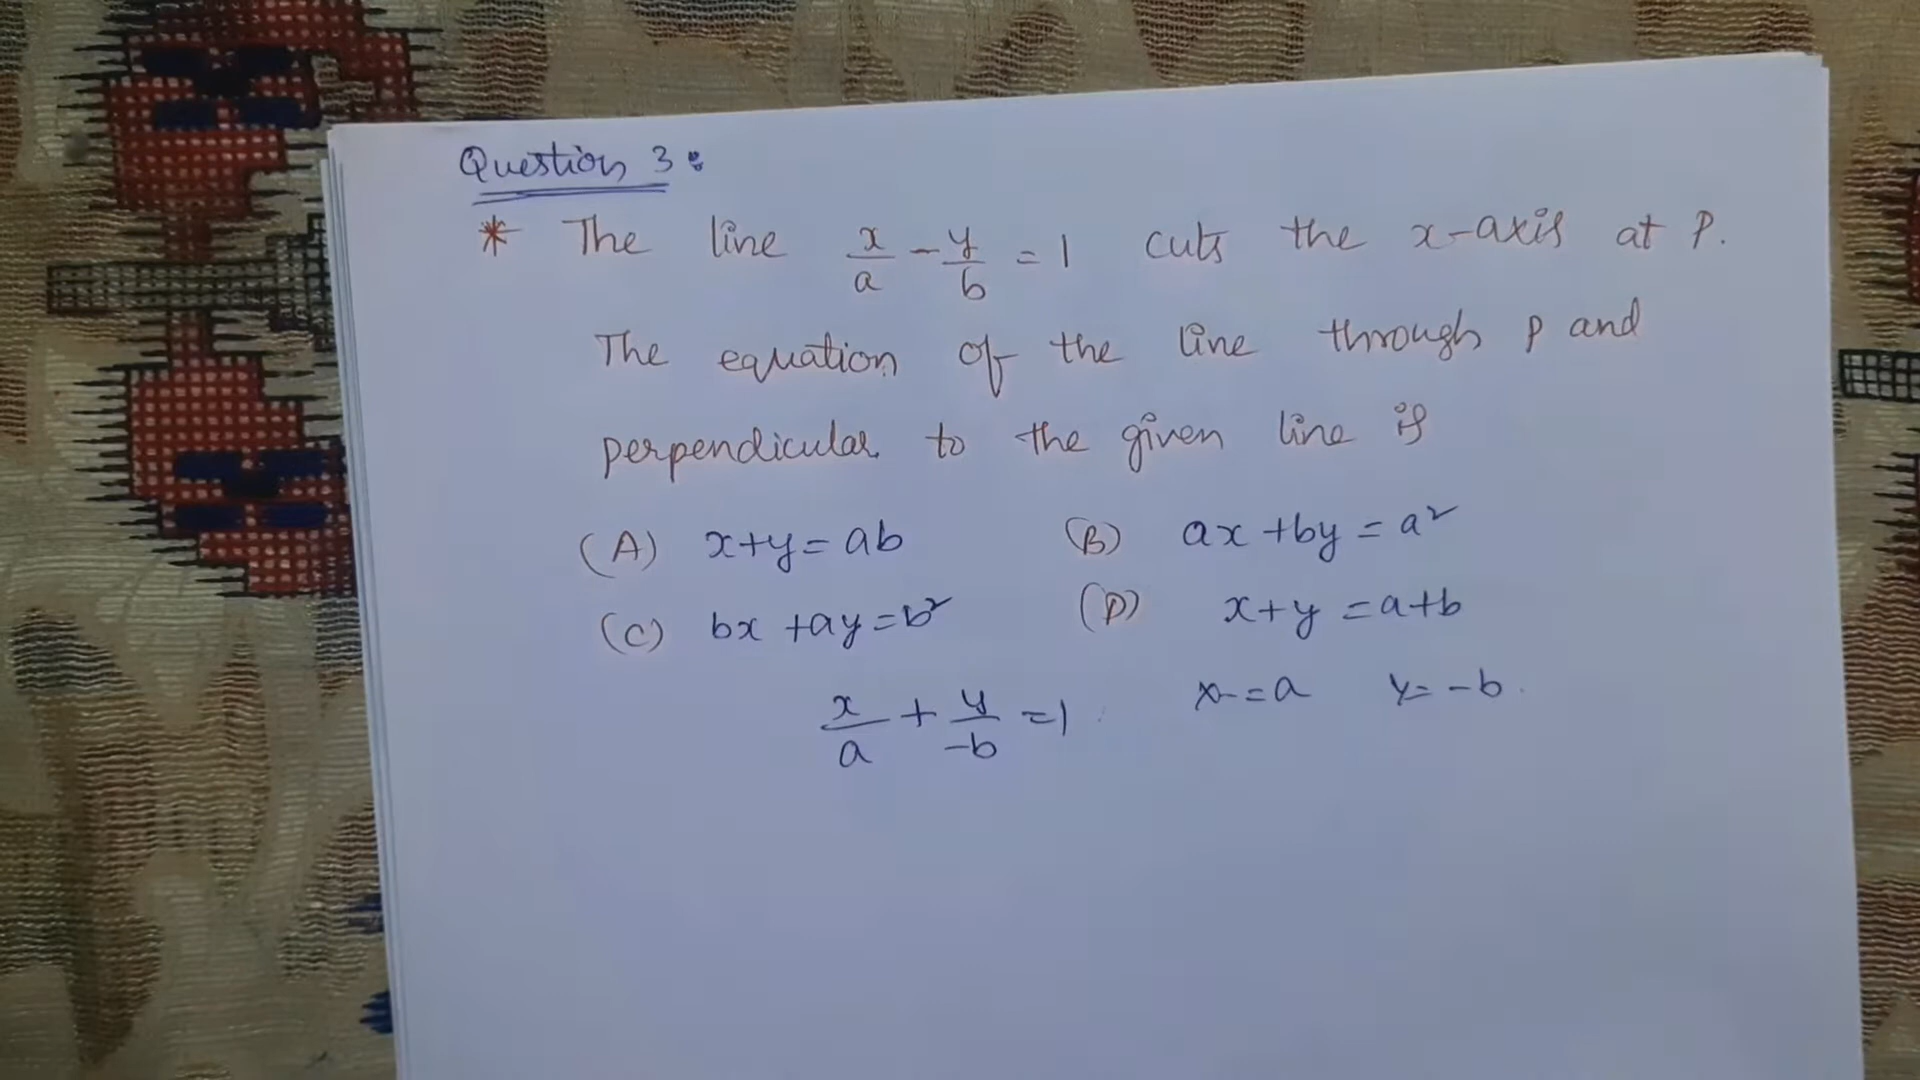 Question 3:
* The line x/a - y/b = 1 cuts the x-axis at P.
The equation of the line through P and
perpendicular to the given line is
(A) x+y = ab (B) ax + by = a²
(C) bx + ay = b² (D) x+y = a+b
x/a + y/-b = 1 x = a y = -b